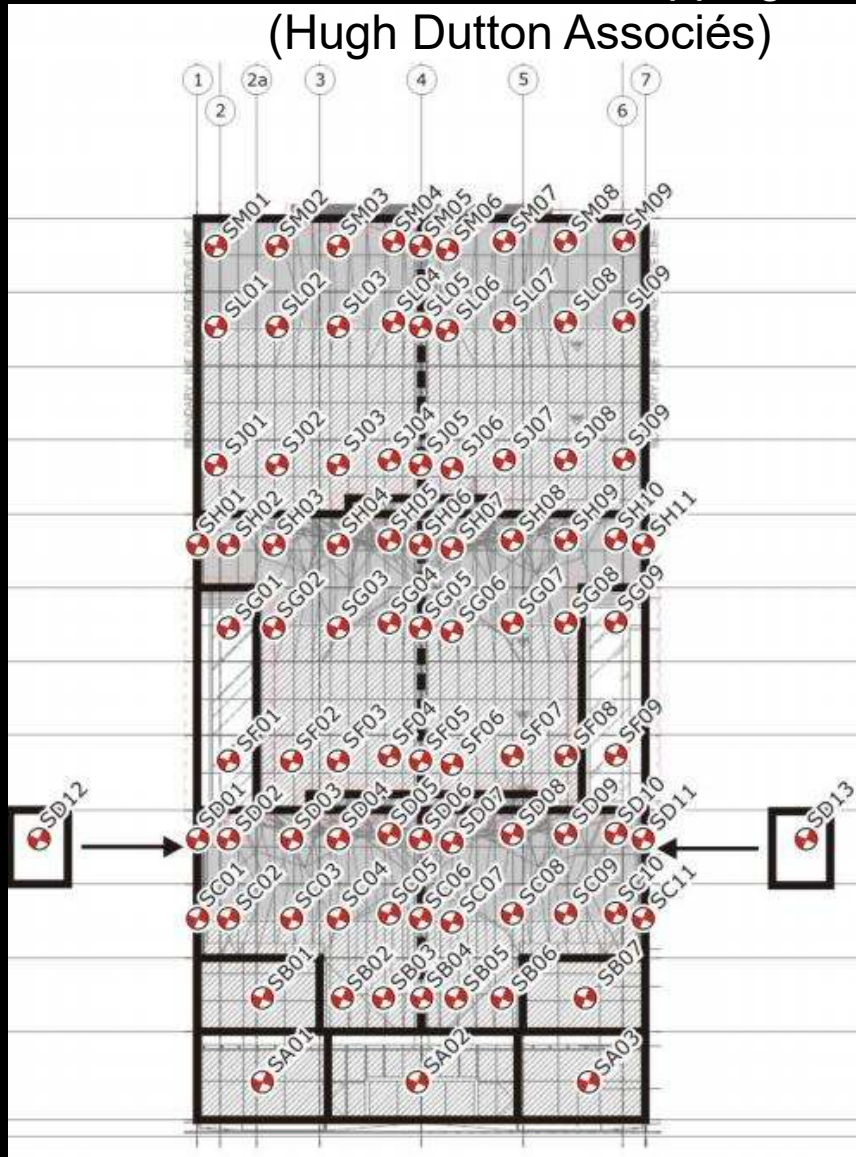 (Hugh Dutton Associés)
1 2a 3 4 5 7
2 6
SM01 SM02 SM03 SM04 SM05 SM06 SM07 SM08 SM09
SL01 SL02 SL03 SL04 SL05 SL06 SL07 SL08 SL09
SJ01 SJ02 SJ03 SJ04 SJ05 SJ06 SJ07 SJ08 SJ09
SH01 SH02 SH03 SH04 SH05 SH06 SH07 SH08 SH09 SH10 SH11
SG01 SG02 SG03 SG04 SG05 SG06 SG07 SG08 SG09
SF01 SF02 SF03 SF04 SF05 SF06 SF07 SF08 SF09
SD12 SD01 SD02 SD03 SD04 SD05 SD06 SD07 SD08 SD09 SD10 SD11 SD13
SC01 SC02 SC03 SC04 SC05 SC06 SC07 SC08 SC09 SC10 SC11
SB01 SB02 SB03 SB04 SB05 SB06 SB07
SA01 SA02 SA03